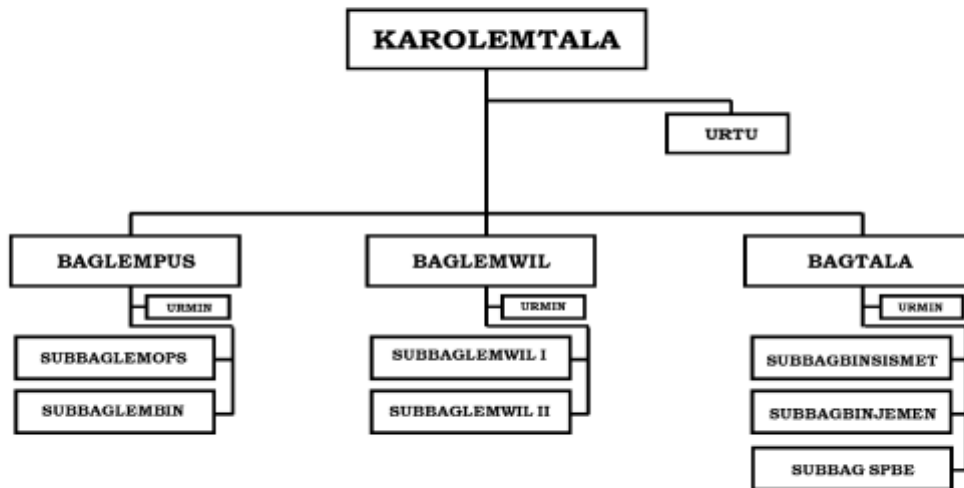 KAROLEMTALA
URTU
BAGLEMPUS
BAGLEMWIL
BAGTALA
URMIN
URMIN
URMIN
SUBBAGLEMOPS
SUBBAGLEMWIL I
SUBBAGBINSISMET
SUBBAGLEMBIN
SUBBAGLEMWIL II
SUBBAGBINJEMEN
SUBBAG SPBE